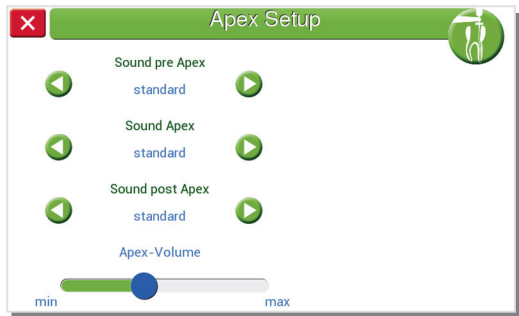 Apex Setup
Sound pre Apex
standard
Sound Apex
standard
Sound post Apex
standard
Apex-Volume
min max